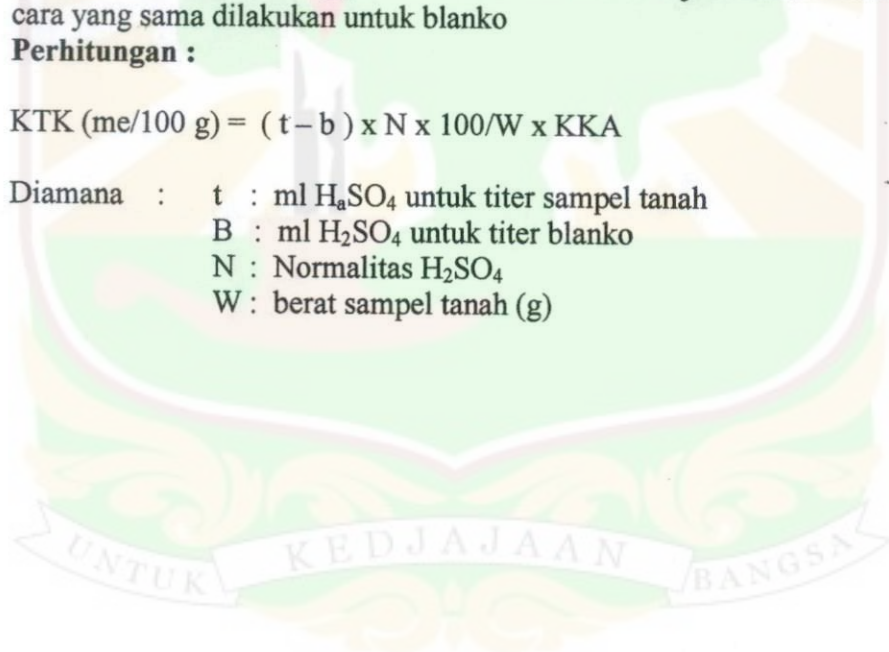 cara yang sama dilakukan untuk blanko
Perhitungan :
KTK (me/100 g) = ( t – b ) x N x 100/W x KKA
Diamana : t : ml HₐSO₄ untuk titer sampel tanah
B : ml H₂SO₄ untuk titer blanko
N : Normalitas H₂SO₄
W : berat sampel tanah (g)
UNTUK KEDJAJAAN BANGSA